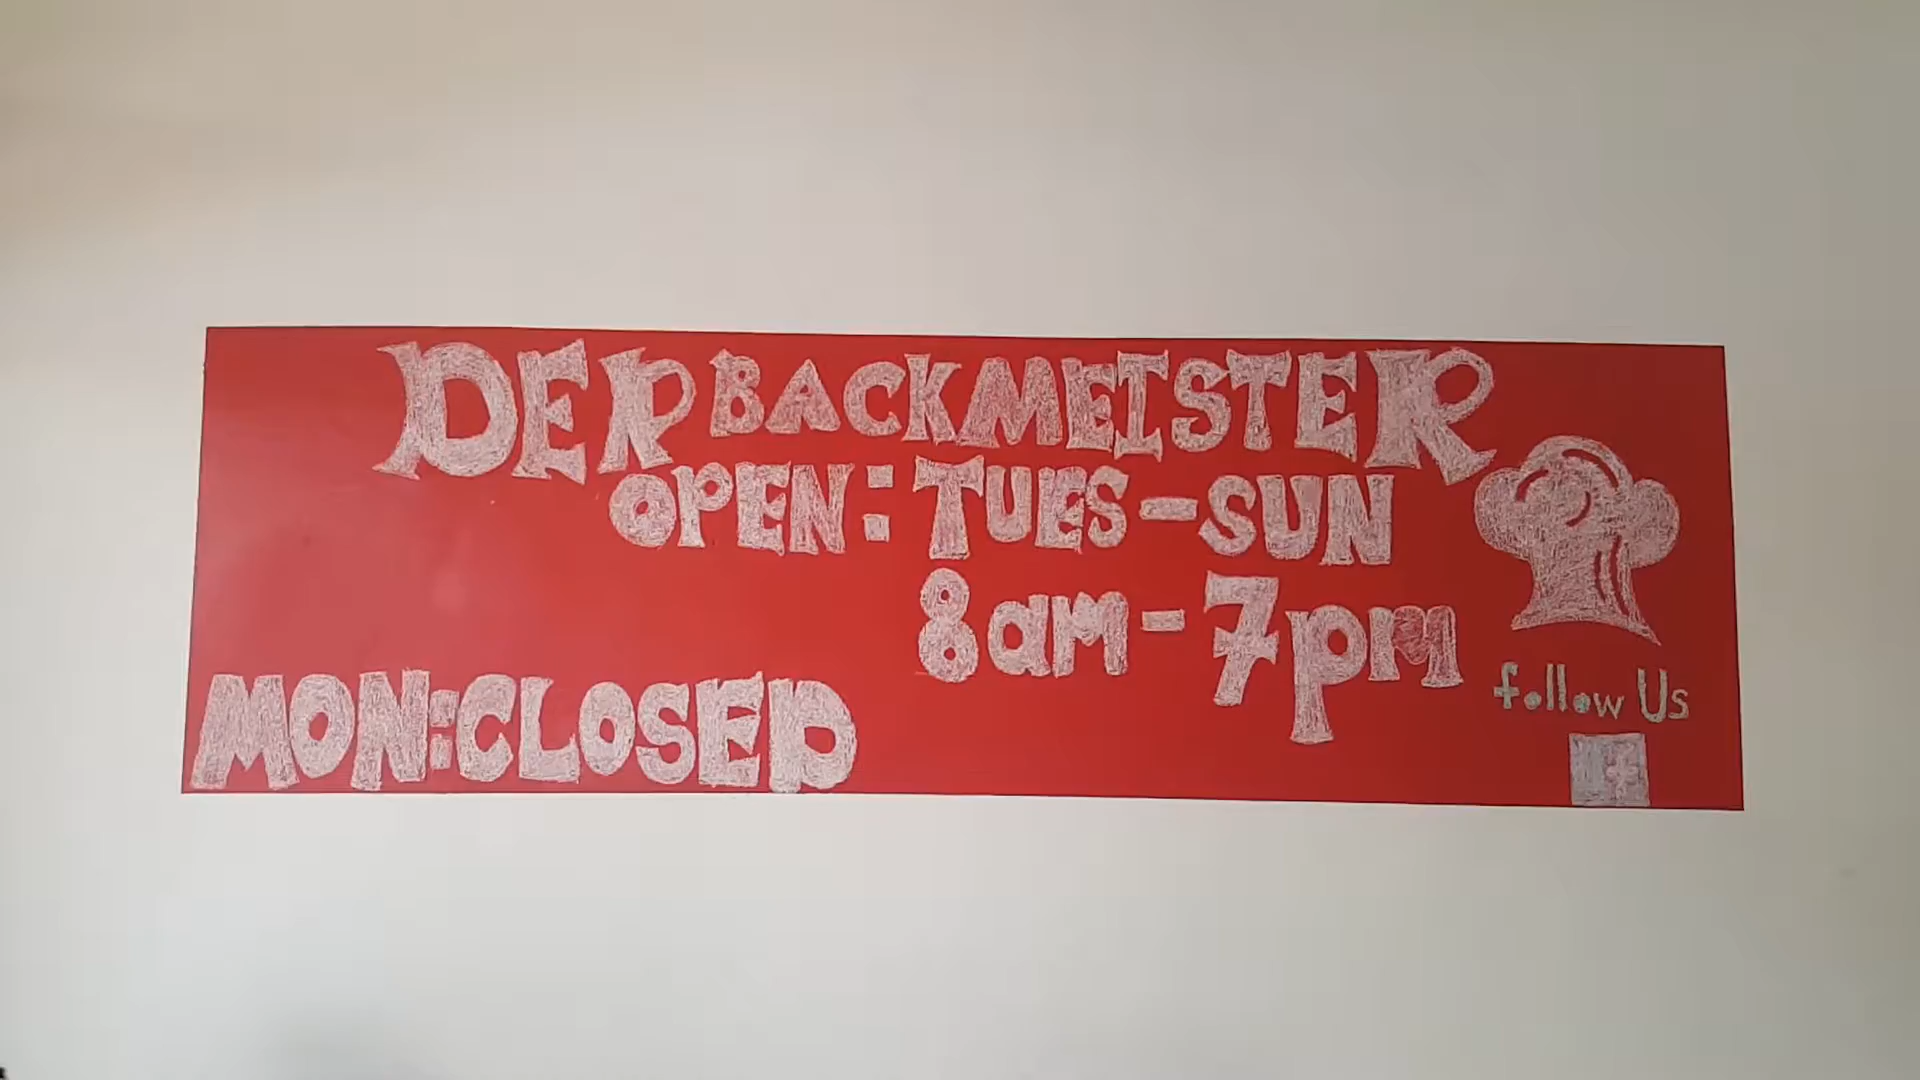 DER BACKMEISTER
OPEN: TUES-SUN
8am-7pm
MON:CLOSED
follow Us